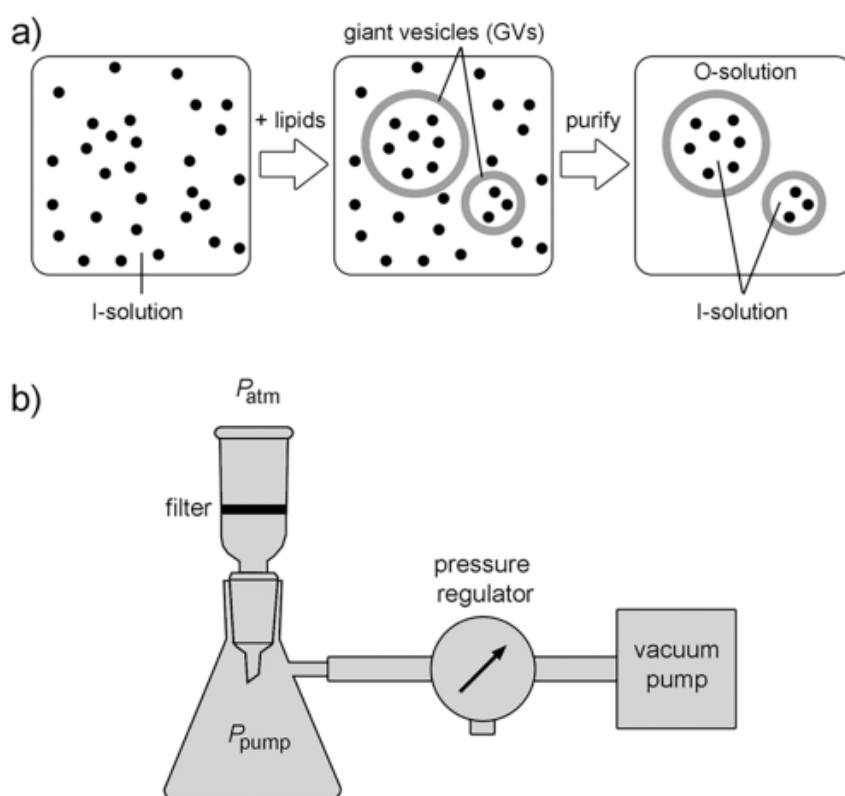 a)
giant vesicles (GVs)
O-solution
+ lipids
purify
I-solution
I-solution
b)
Patm
filter
pressure
regulator
vacuum
pump
Ppump